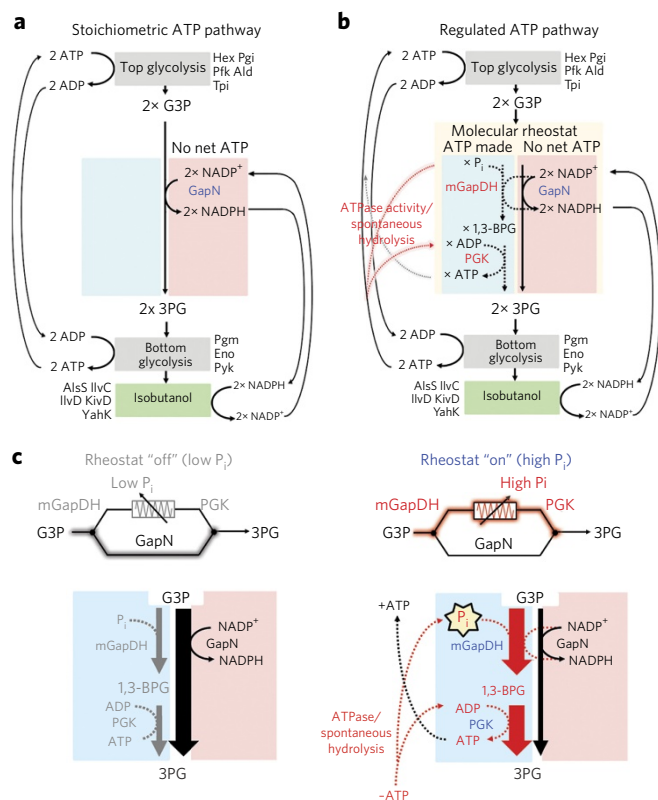 a
Stoichiometric ATP pathway
2 ATP
2 ADP
Top glycolysis
Hex Pgi
Pfk Ald
Tpi
2× G3P
No net ATP
2× NADP+
GapN
2× NADPH
2x 3PG
2 ADP
2 ATP
Bottom
glycolysis
Pgm
Eno
Pyk
AlsS IlvC
IlvD KivD
YahK
Isobutanol
2× NADPH
2× NADP+
b
Regulated ATP pathway
2 ATP
2 ADP
Top glycolysis
Hex Pgi
Pfk Ald
Tpi
2× G3P
Molecular rheostat
ATP made
No net ATP
× Pi
mGapDH
2× NADP+
GapN
2× NADPH
ATPase activity/
spontaneous
hydrolysis
× 1,3-BPG
× ADP
PGK
× ATP
2× 3PG
2 ADP
2 ATP
Bottom
glycolysis
Pgm
Eno
Pyk
AlsS IlvC
IlvD KivD
YahK
Isobutanol
2× NADPH
2× NADP+
c
Rheostat “off” (low Pi)
Low Pi
mGapDH
PGK
G3P
GapN
3PG
G3P
Pi
mGapDH
NADP+
GapN
NADPH
1,3-BPG
ADP
PGK
ATP
3PG
Rheostat “on” (high Pi)
High Pi
mGapDH
PGK
G3P
GapN
3PG
+ATP
G3P
Pi
mGapDH
NADP+
GapN
NADPH
1,3-BPG
ATPase/
spontaneous
hydrolysis
ADP
PGK
ATP
−ATP
3PG